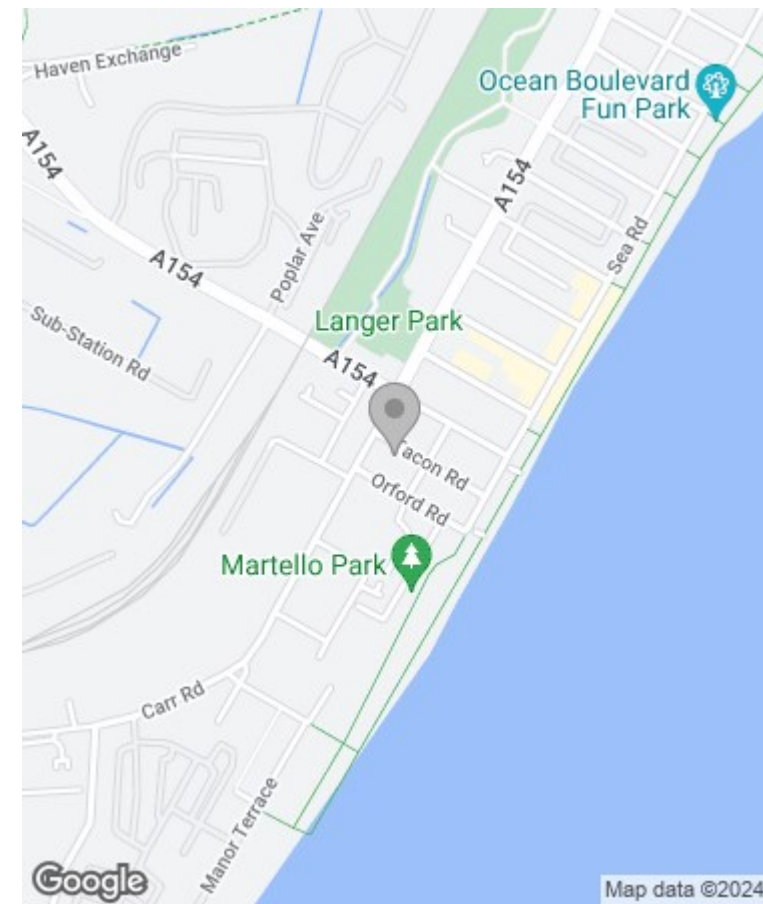 Haven Exchange
Ocean Boulevard
Fun Park
A154
A154
Sea Rd
Poplar Ave
A154
Sub-Station Rd
Langer Park
A154
Tacon Rd
Orford Rd
Martello Park
Carr Rd
Manor Terrace
Google
Map data ©2024